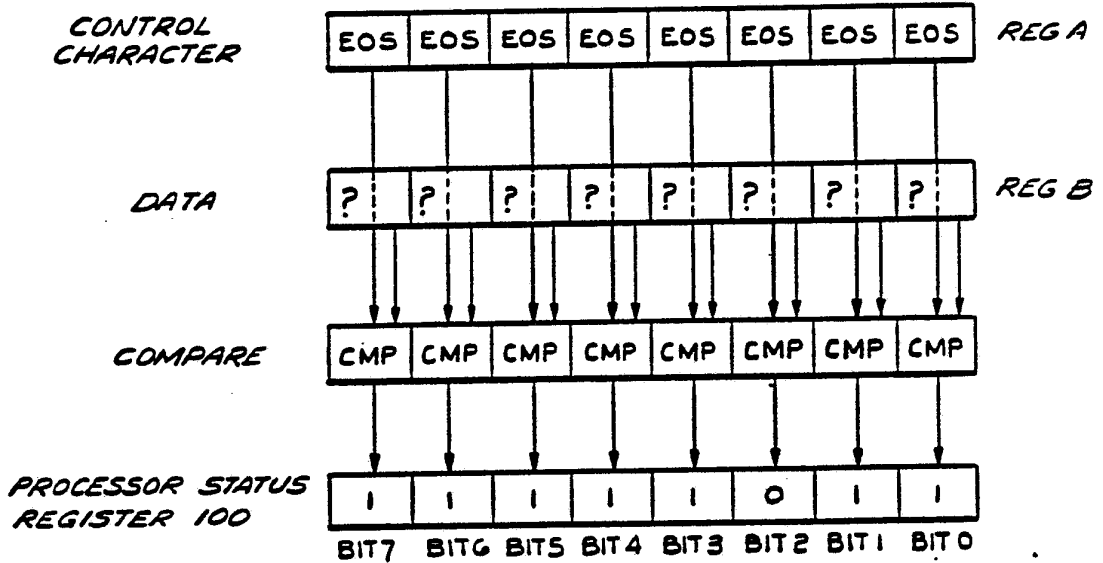 CONTROL
CHARACTER
EOS EOS EOS EOS EOS EOS EOS EOS
REG A
DATA
? ? ? ? ? ? ? ?
REG B
COMPARE
CMP CMP CMP CMP CMP CMP CMP CMP
PROCESSOR STATUS
REGISTER 100
1 1 1 1 1 0 1 1
BIT7 BIT6 BIT5 BIT4 BIT3 BIT2 BIT1 BIT0